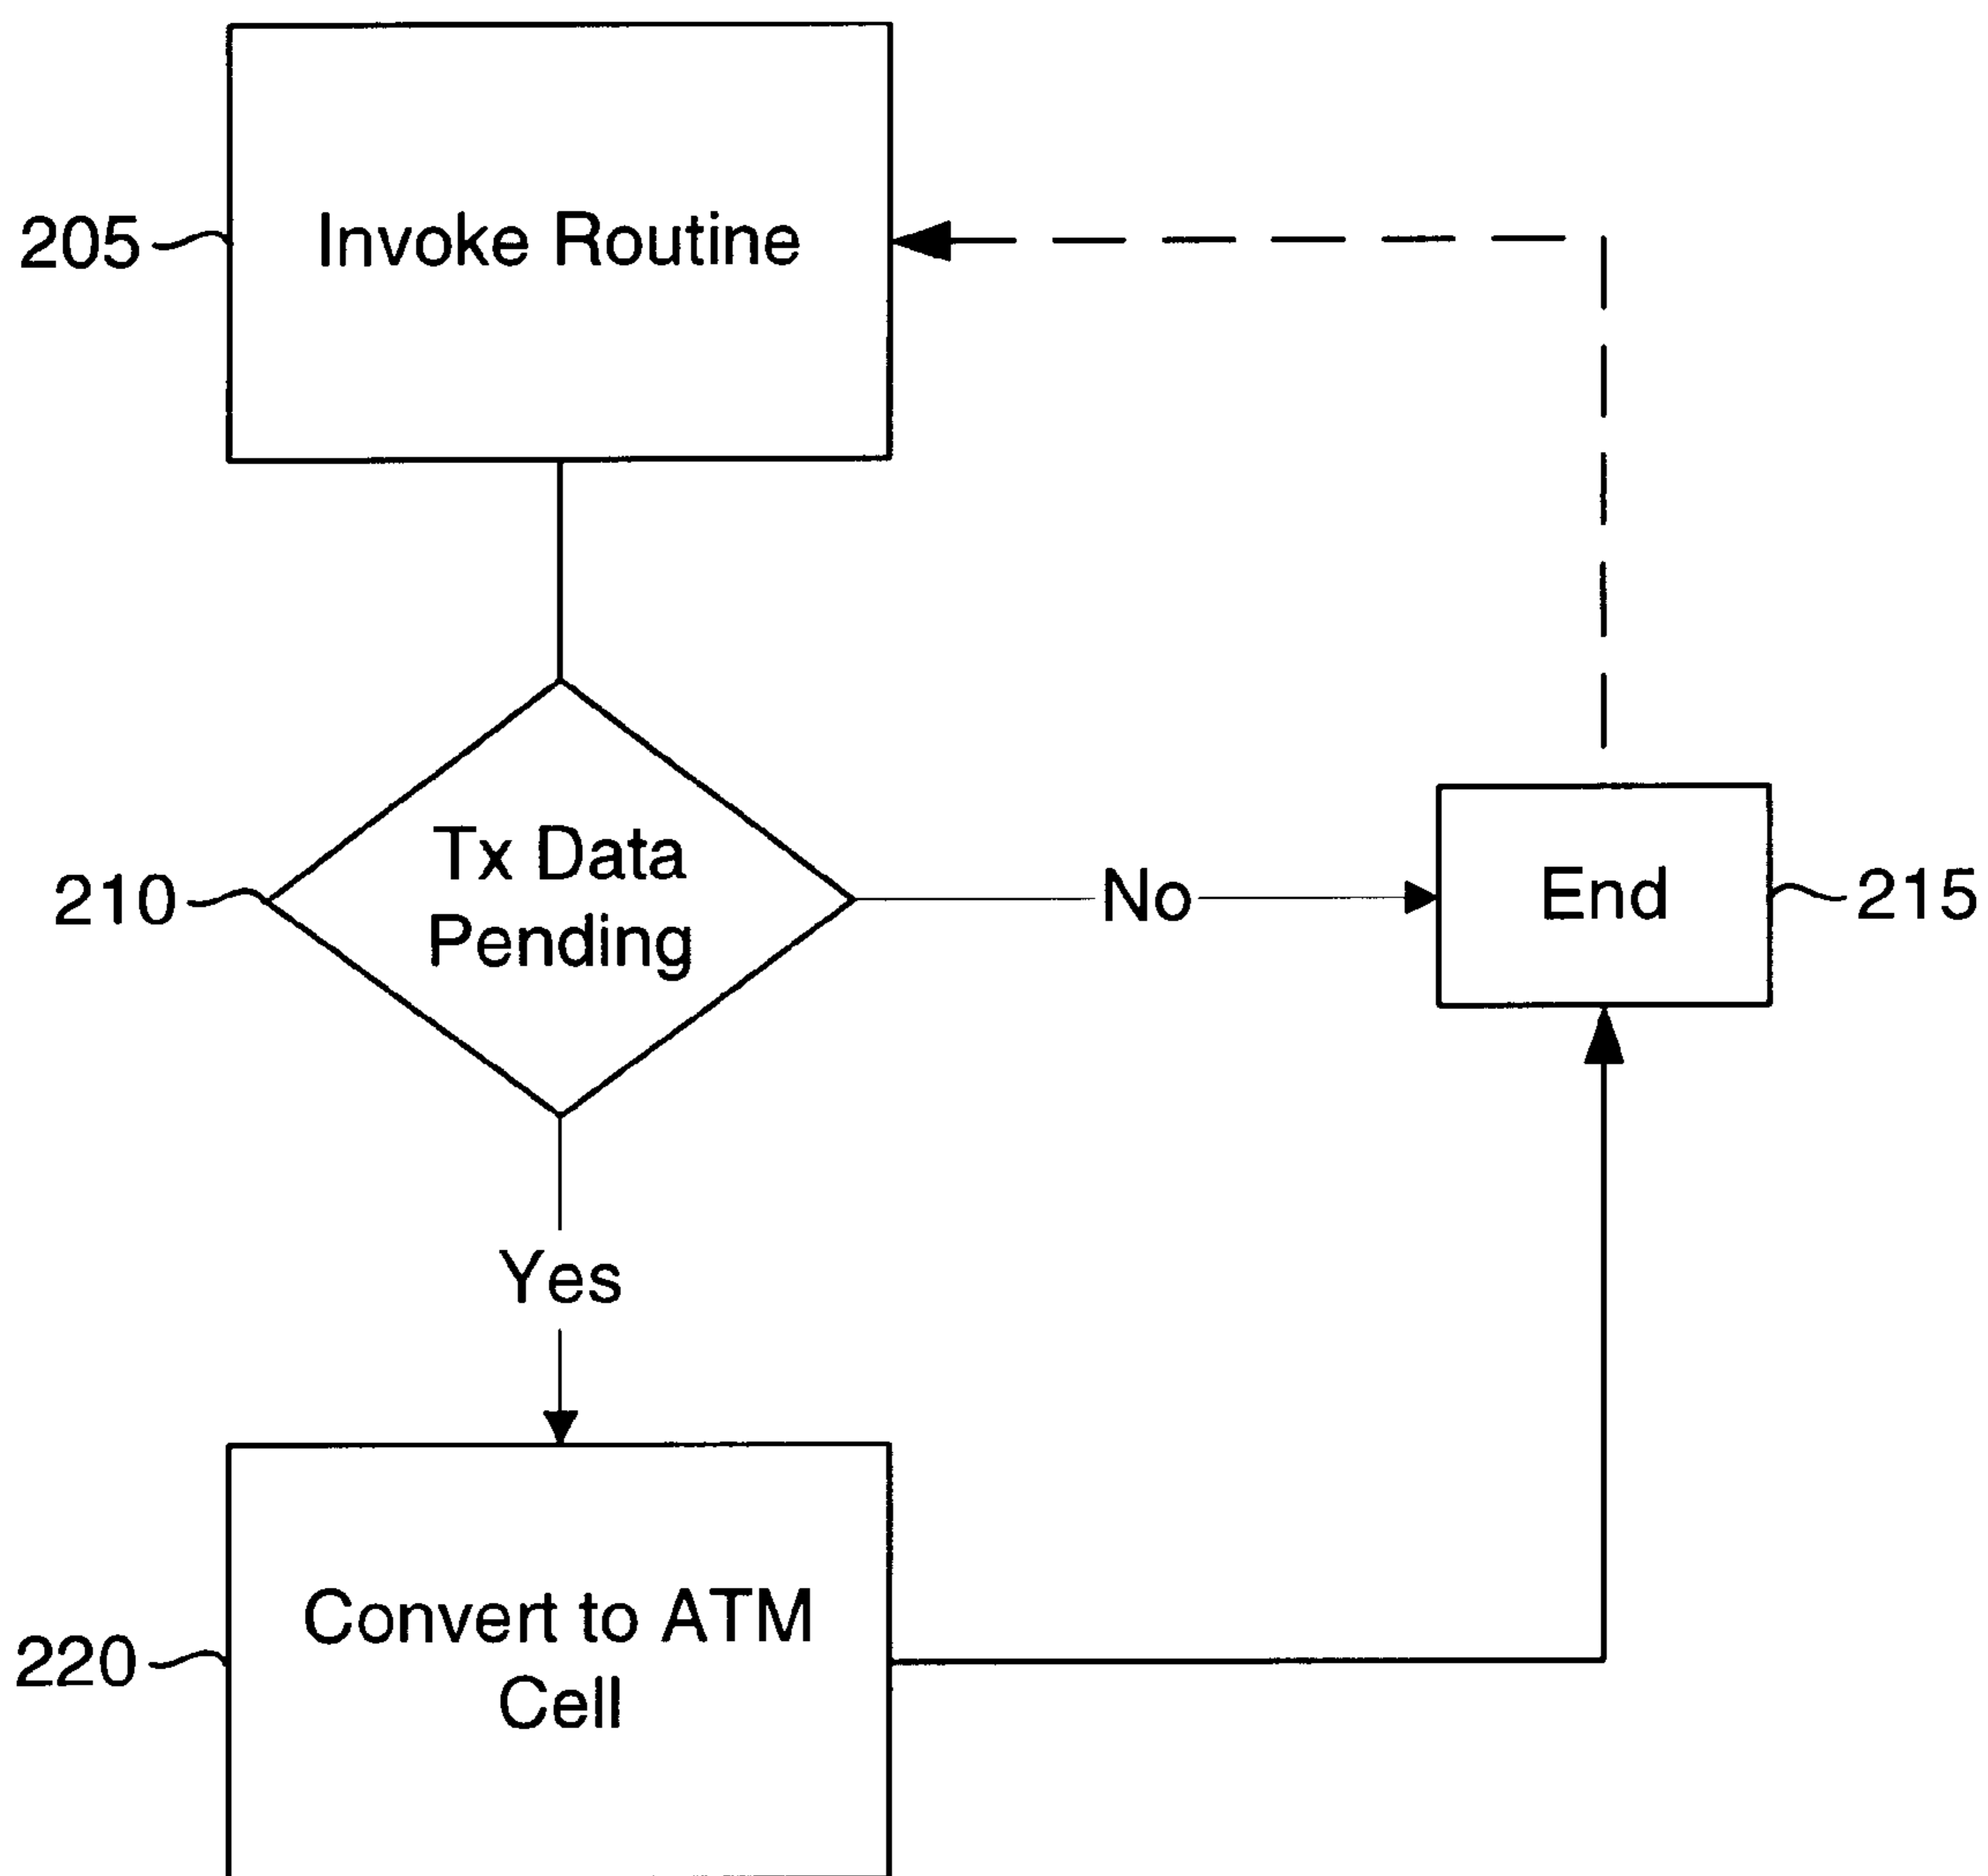 205
Invoke Routine
210
Tx Data
Pending
No
End
215
Yes
220
Convert to ATM
Cell